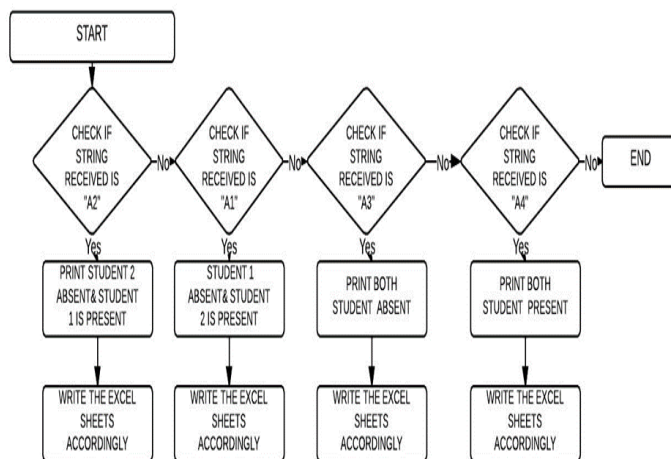 START
CHECK IF
STRING
RECEIVED IS
"A2"
No
CHECK IF
STRING
RECEIVED IS
"A1"
No
CHECK IF
STRING
RECEIVED IS
"A3"
No
CHECK IF
STRING
RECEIVED IS
"A4"
No
END
Yes
PRINT STUDENT 2
ABSENT& STUDENT
1 IS PRESENT
Yes
STUDENT 1
ABSENT& STUDENT
2 IS PRESENT
Yes
PRINT BOTH
STUDENT ABSENT
Yes
PRINT BOTH
STUDENT PRESENT
WRITE THE EXCEL
SHEETS
ACCORDINGLY
WRITE THE EXCEL
SHEETS
ACCORDINGLY
WRITE THE EXCEL
SHEETS
ACCORDINGLY
WRITE THE EXCEL
SHEETS
ACCORDINGLY